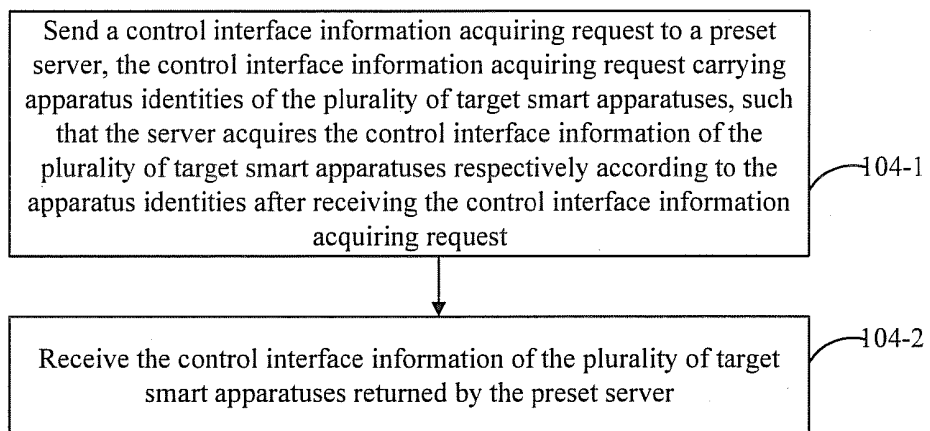 Send a control interface information acquiring request to a preset
server, the control interface information acquiring request carrying
apparatus identities of the plurality of target smart apparatuses, such
that the server acquires the control interface information of the
plurality of target smart apparatuses respectively according to the
apparatus identities after receiving the control interface information
acquiring request
104-1
Receive the control interface information of the plurality of target
smart apparatuses returned by the preset server
104-2